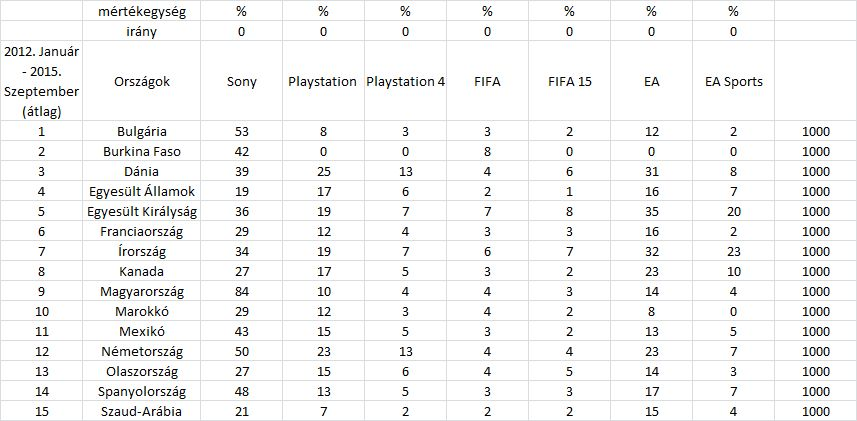 mértékegység % % % % % % %
irány 0 0 0 0 0 0 0
2012. Január - 2015. Szeptember (átlag) Országok Sony Playstation Playstation 4 FIFA FIFA 15 EA EA Sports
1 Bulgária 53 8 3 3 2 12 2 1000
2 Burkina Faso 42 0 0 8 0 0 0 1000
3 Dánia 39 25 13 4 6 31 8 1000
4 Egyesült Államok 19 17 6 2 1 16 7 1000
5 Egyesült Királyság 36 19 7 7 8 35 20 1000
6 Franciaország 29 12 4 3 3 16 2 1000
7 Írország 34 19 7 6 7 32 23 1000
8 Kanada 27 17 5 3 2 23 10 1000
9 Magyarország 84 10 4 4 3 14 4 1000
10 Marokkó 29 12 3 4 2 8 0 1000
11 Mexikó 43 15 5 3 2 13 5 1000
12 Németország 50 23 13 4 4 23 7 1000
13 Olaszország 27 15 6 4 5 14 3 1000
14 Spanyolország 48 13 5 3 3 17 7 1000
15 Szaud-Arábia 21 7 2 2 2 15 4 1000